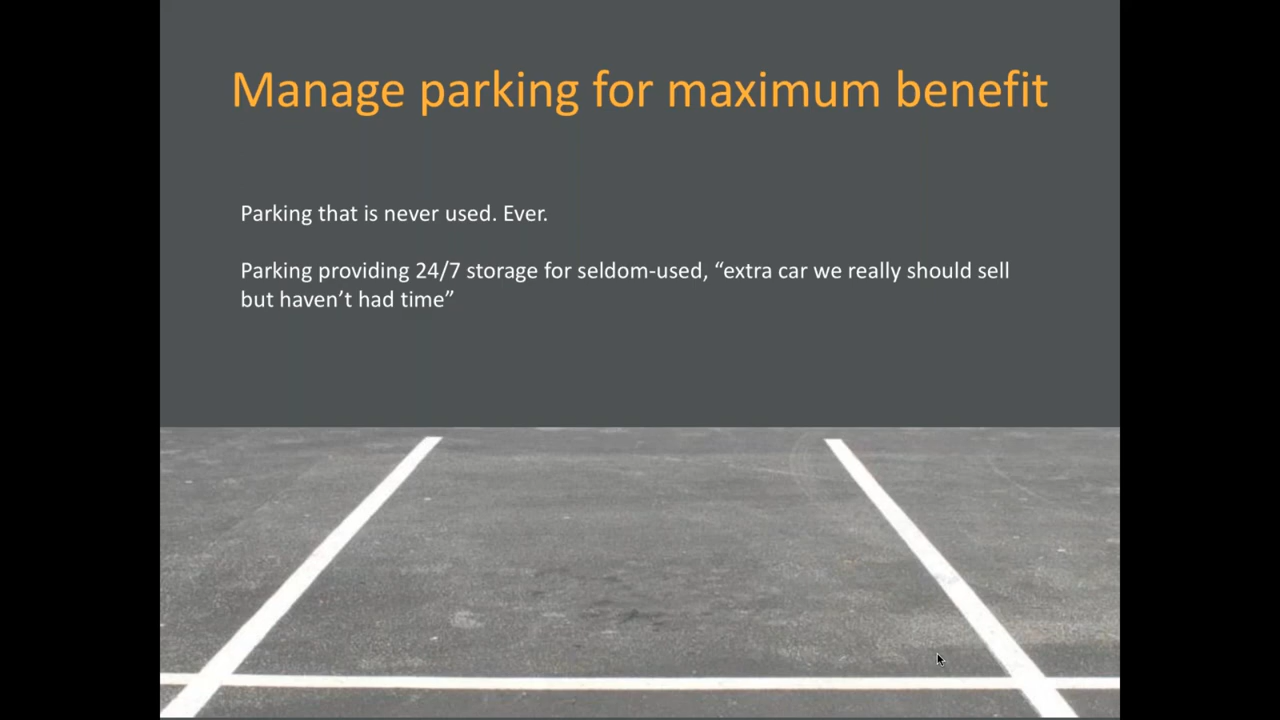 Manage parking for maximum benefit
Parking that is never used. Ever.
Parking providing 24/7 storage for seldom-used, “extra car we really should sell
but haven’t had time”